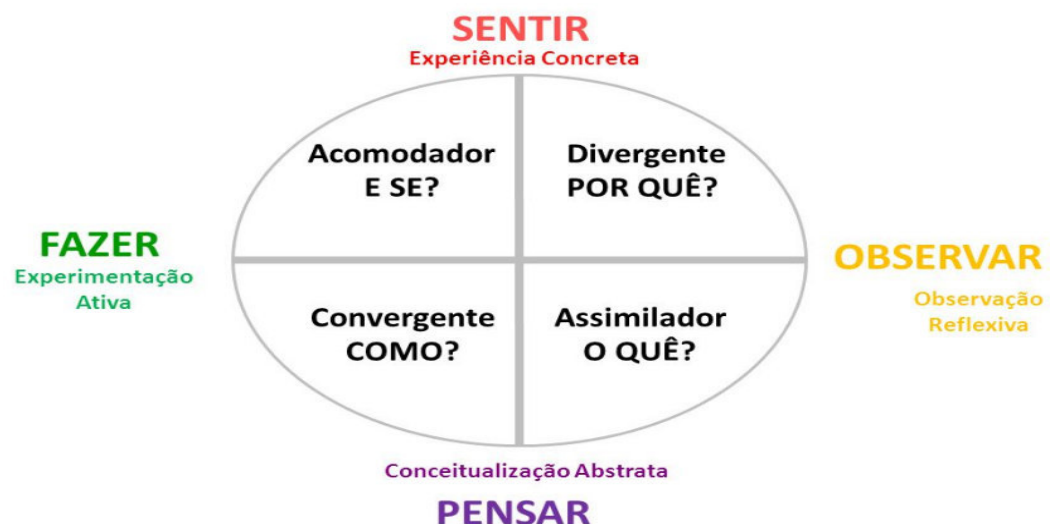 SENTIR
Experiência Concreta
Acomodador
E SE?
Divergente
POR QUÊ?
FAZER
Experimentação
Ativa
OBSERVAR
Observação
Reflexiva
Convergente
COMO?
Assimilador
O QUÊ?
Conceitualização Abstrata
PENSAR